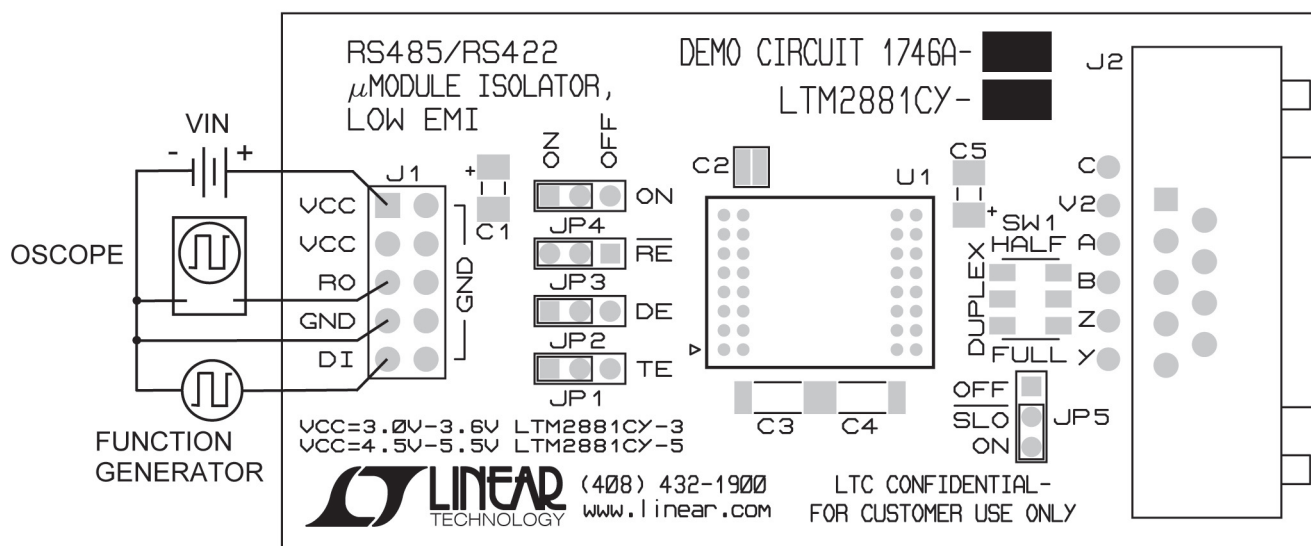 RS485/RS422
µMODULE ISOLATOR,
LOW EMI
DEMO CIRCUIT 1746A-
LTM2881CY-
J2
VIN
- +
OSCOPE
FUNCTION
GENERATOR
J1
VCC
VCC
RO
GND
DI
GND
+
C1
ON
OFF
ON
JP4
RE
JP3
DE
JP2
TE
JP1
C2
U1
C5
+
C3
C4
SW1
HALF
DUPLEX
FULL
C
V2
A
B
Z
Y
OFF
SLO
ON
JP5
VCC=3.0V-3.6V LTM2881CY-3
VCC=4.5V-5.5V LTM2881CY-5
LINEAR
TECHNOLOGY
(408) 432-1900
www.linear.com
LTC CONFIDENTIAL-
FOR CUSTOMER USE ONLY